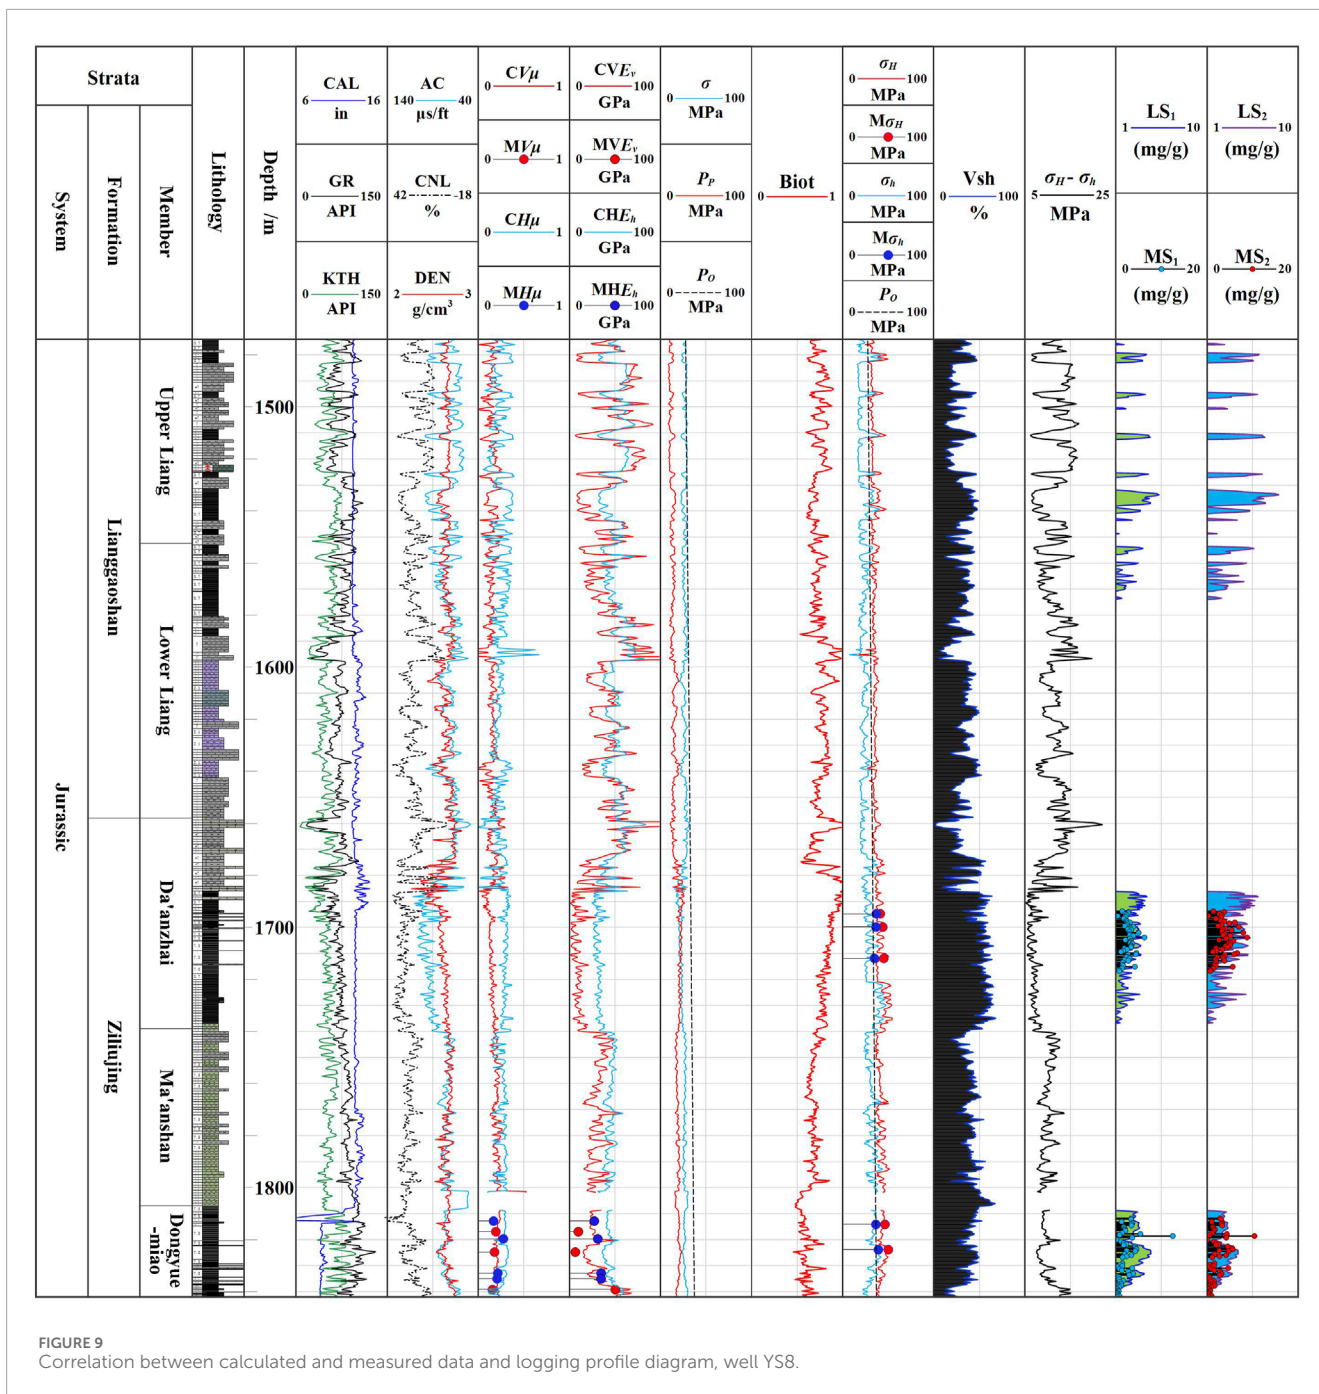 Strata
System
Formation
Member
Lithology
Depth /m
CAL
6 16
in
GR
0 150
API
KTH
0 150
API
AC
140 40
μs/ft
CNL
42 -18
%
DEN
2 3
g/cm³
CVμ
0 1
MVμ
0 1
CHμ
0 1
MHμ
0 1
CVEᵥ
0 100
GPa
MVEᵥ
0 100
GPa
CHEₕ
0 100
GPa
MHEₕ
0 100
GPa
σ
0 100
MPa
P_P
0 100
MPa
P_O
0 100
MPa
Biot
0 1
σ_H
0 100
MPa
Mσ_H
0 100
MPa
σₕ
0 100
MPa
Mσₕ
0 100
MPa
P_O
0 100
MPa
Vsh
0 100
%
σ_H - σₕ
5 25
MPa
LS₁
1 10
(mg/g)
MS₁
0 20
(mg/g)
LS₂
1 10
(mg/g)
MS₂
0 20
(mg/g)
Jurassic
Lianggaoshan
Ziliujing
Upper Liang
Lower Liang
Da'anzhai
Ma'anshan
Dongyue
-miao
1500
1600
1700
1800
FIGURE 9
Correlation between calculated and measured data and logging profile diagram, well YS8.